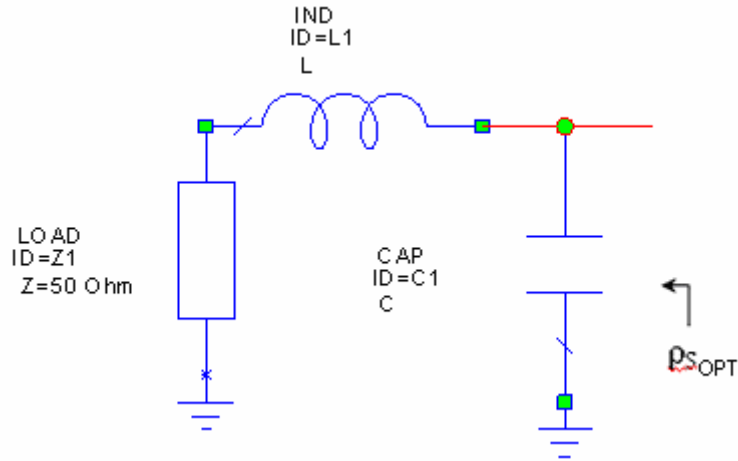 IND
ID=L1
L
LOAD
ID=Z1
Z=50 Ohm
CAP
ID=C1
C
ρs_OPT